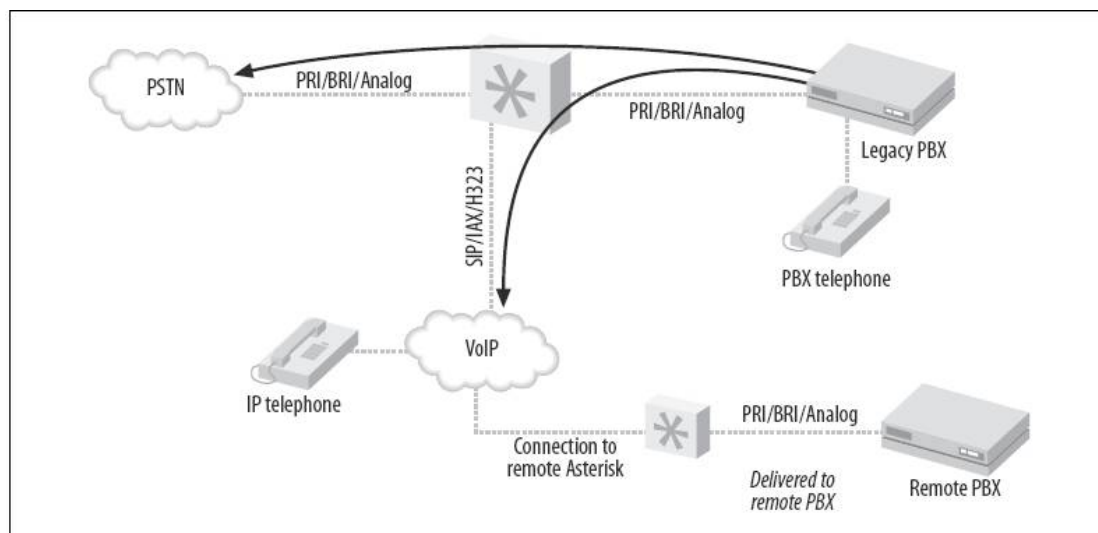 PSTN
PRI/BRI/Analog
PRI/BRI/Analog
Legacy PBX
SIP/IAX/H323
PBX telephone
VoIP
IP telephone
Connection to
remote Asterisk
PRI/BRI/Analog
Delivered to
remote PBX
Remote PBX